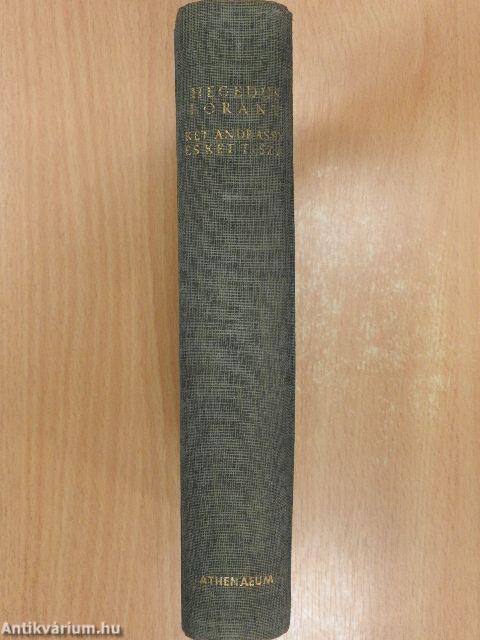 HEGEDÜS
LORÁNT
KÉT ANDRÁSSY
ÉS KÉT TISZA
ATHENAEUM
Antikvárium.hu